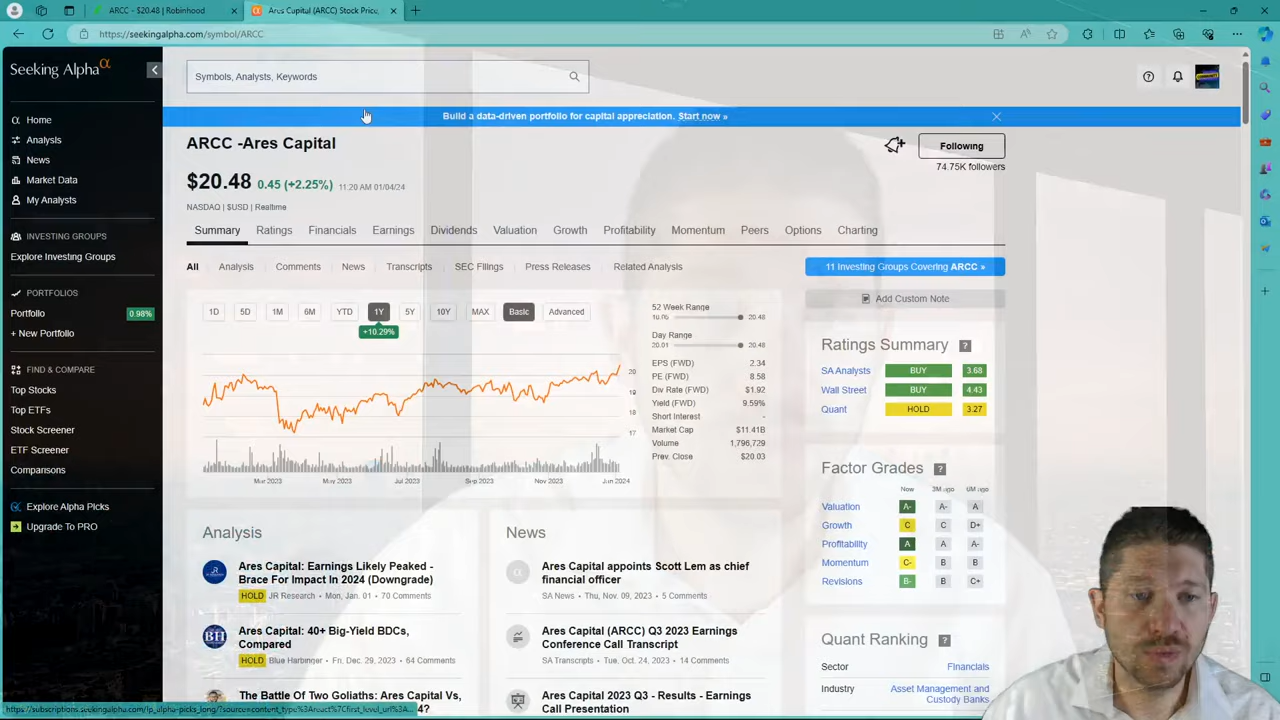 ARCC - $20.48 | Robinhood
Ares Capital (ARCC) Stock Price,
https://seekingalpha.com/symbol/ARCC
Seeking Alpha α
Symbols, Analysts, Keywords
Build a data-driven portfolio for capital appreciation. Start now »
Home
Analysis
News
Market Data
My Analysts
INVESTING GROUPS
Explore Investing Groups
PORTFOLIOS
Portfolio 0.98%
+ New Portfolio
FIND & COMPARE
Top Stocks
Top ETFs
Stock Screener
ETF Screener
Comparisons
Explore Alpha Picks
Upgrade To PRO
ARCC -Ares Capital
Following
74.75K followers
$20.48 0.45 (+2.25%) 11:20 AM 01/04/24
NASDAQ | $USD | Realtime
Summary Ratings Financials Earnings Dividends Valuation Growth Profitability Momentum Peers Options Charting
All Analysis Comments News Transcripts SEC Filings Press Releases Related Analysis
11 Investing Groups Covering ARCC »
Add Custom Note
1D 5D 1M 6M YTD 1Y 5Y 10Y MAX Basic Advanced
+10.29%
20
19
18
17
Mar 2023 May 2023 Jul 2023 Sep 2023 Nov 2023 Jan 2024
52 Week Range
20.48
Day Range
20.01 20.48
EPS (FWD) 2.34
PE (FWD) 8.58
Div Rate (FWD) $1.92
Yield (FWD) 9.59%
Short Interest -
Market Cap $11.41B
Volume 1,796,729
Prev. Close $20.03
Ratings Summary ?
SA Analysts BUY 3.68
Wall Street BUY 4.43
Quant HOLD 3.27
Factor Grades ?
Now 3M ago 6M ago
Valuation A- A- A
Growth C C D+
Profitability A A A-
Momentum C- B B
Revisions B- B C+
Quant Ranking ?
Sector Financials
Industry Asset Management and
Custody Banks
Analysis
Ares Capital: Earnings Likely Peaked -
Brace For Impact In 2024 (Downgrade)
HOLD JR Research • Mon, Jan. 01 • 70 Comments
BH
Ares Capital: 40+ Big-Yield BDCs,
Compared
HOLD Blue Harbinger • Fri, Dec. 29, 2023 • 64 Comments
The Battle Of Two Goliaths: Ares Capital Vs,
News
Ares Capital appoints Scott Lem as chief
financial officer
SA News • Thu, Nov. 09, 2023 • 5 Comments
Ares Capital (ARCC) Q3 2023 Earnings
Conference Call Transcript
SA Transcripts • Tue, Oct. 24, 2023 • 14 Comments
Ares Capital 2023 Q3 - Results - Earnings
Call Presentation